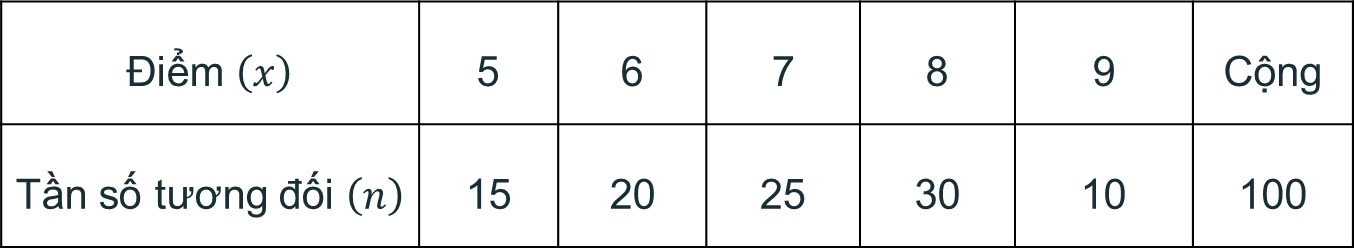 Điểm (𝑥) 5 6 7 8 9 Cộng
Tần số tương đối (𝑛) 15 20 25 30 10 100